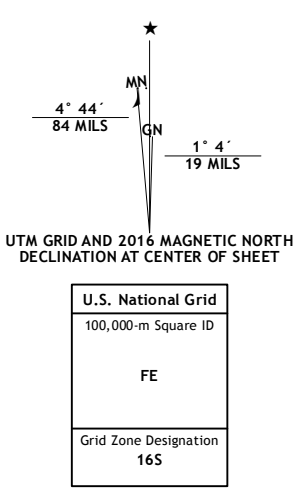 MN
4° 44´
84 MILS
GN
1° 4´
19 MILS
UTM GRID AND 2016 MAGNETIC NORTH
DECLINATION AT CENTER OF SHEET
U.S. National Grid
100,000-m Square ID
FE
Grid Zone Designation
16S